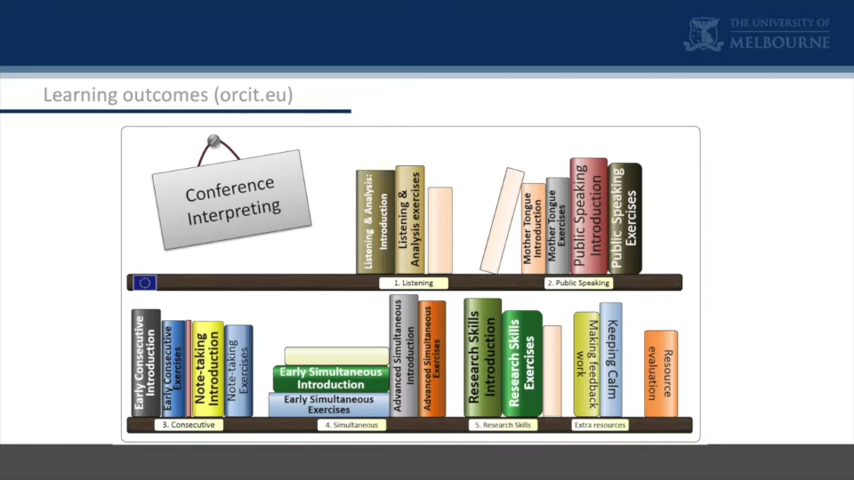 THE UNIVERSITY OF
MELBOURNE
Learning outcomes (orcit.eu)
Conference
Interpreting
Listening & Analysis:
Introduction
Listening &
Analysis exercises
Mother Tongue
Introduction
Mother Tongue
Exercises
Public Speaking
Introduction
Public Speaking
Exercises
1. Listening
2. Public Speaking
Early Consecutive
Introduction
Early Consecutive
Exercises
Note-taking
Introduction
Note-taking
Exercises
Early Simultaneous
Introduction
Early Simultaneous
Exercises
Advanced Simultaneous
Introduction
Advanced Simultaneous
Exercises
Research Skills
Introduction
Research Skills
Exercises
Making feedback
work
Keeping Calm
Resource
evaluation
3. Consecutive
4. Simultaneous
5. Research Skills
Extra resources